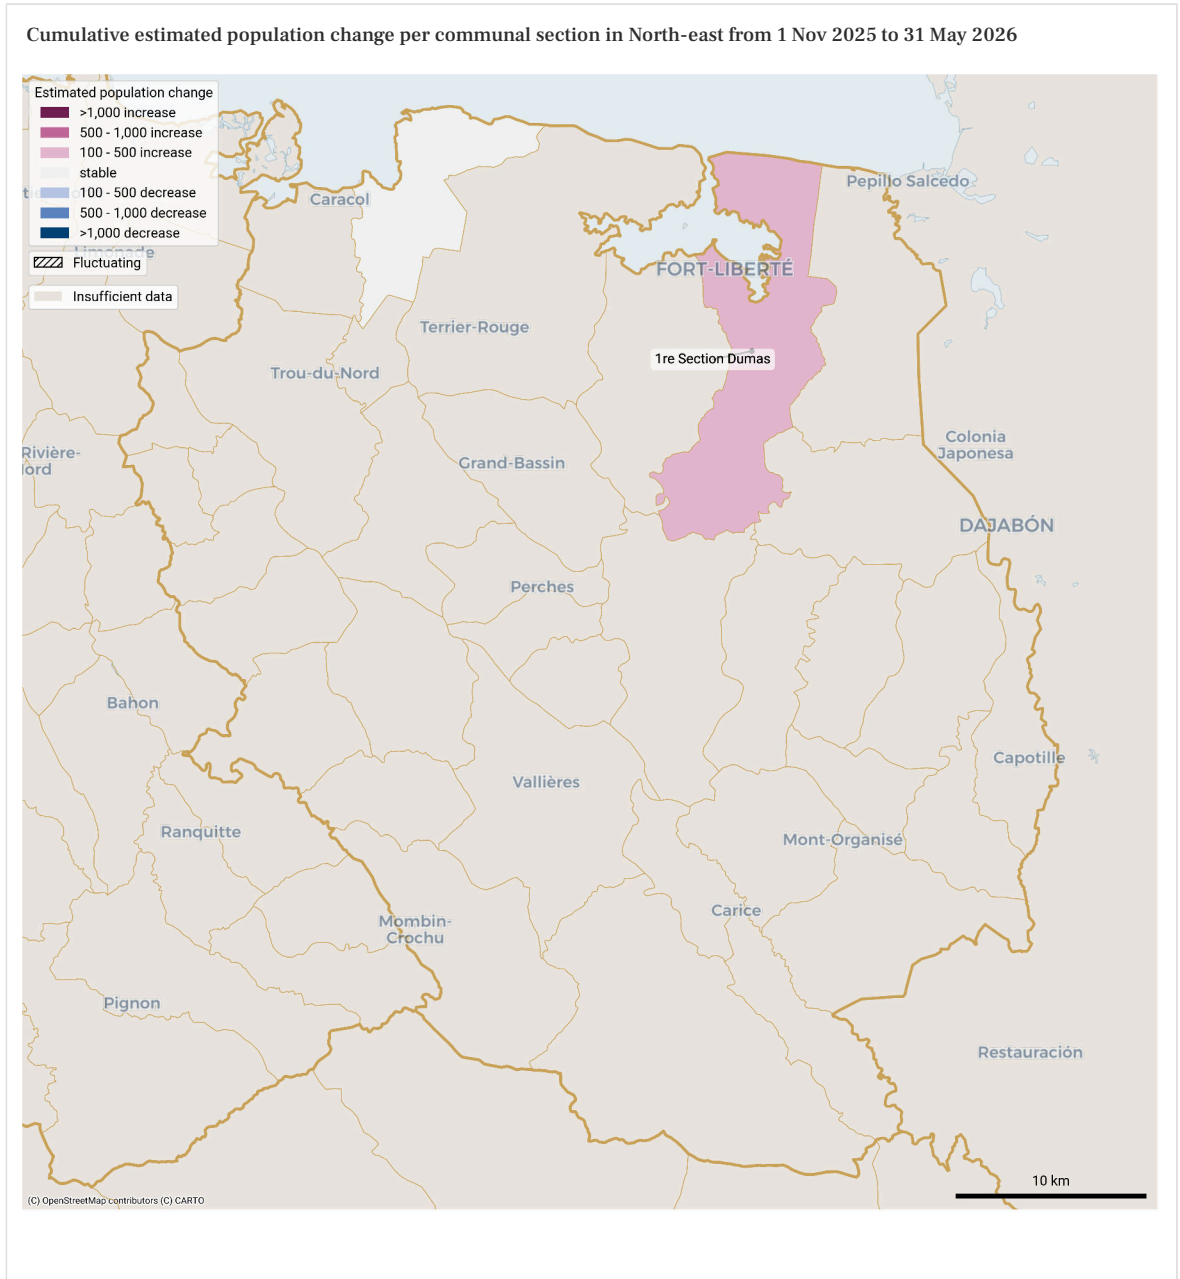 Cumulative estimated population change per communal section in North-east from 1 Nov 2025 to 31 May 2026
Estimated population change
>1,000 increase
500 - 1,000 increase
100 - 500 increase
stable
100 - 500 decrease
500 - 1,000 decrease
>1,000 decrease
Fluctuating
Insufficient data
Limonade
Caracol
Pepillo Salcedo
FORT-LIBERTÉ
Terrier-Rouge
1re Section Dumas
Trou-du-Nord
Colonia
Japonesa
Rivière-
lord
Grand-Bassin
DAJABÓN
Perches
Bahon
Capotille
Vallières
Ranquitte
Mont-Organisé
Carice
Mombin-
Crochu
Pignon
Restauración
10 km
(C) OpenStreetMap contributors (C) CARTO